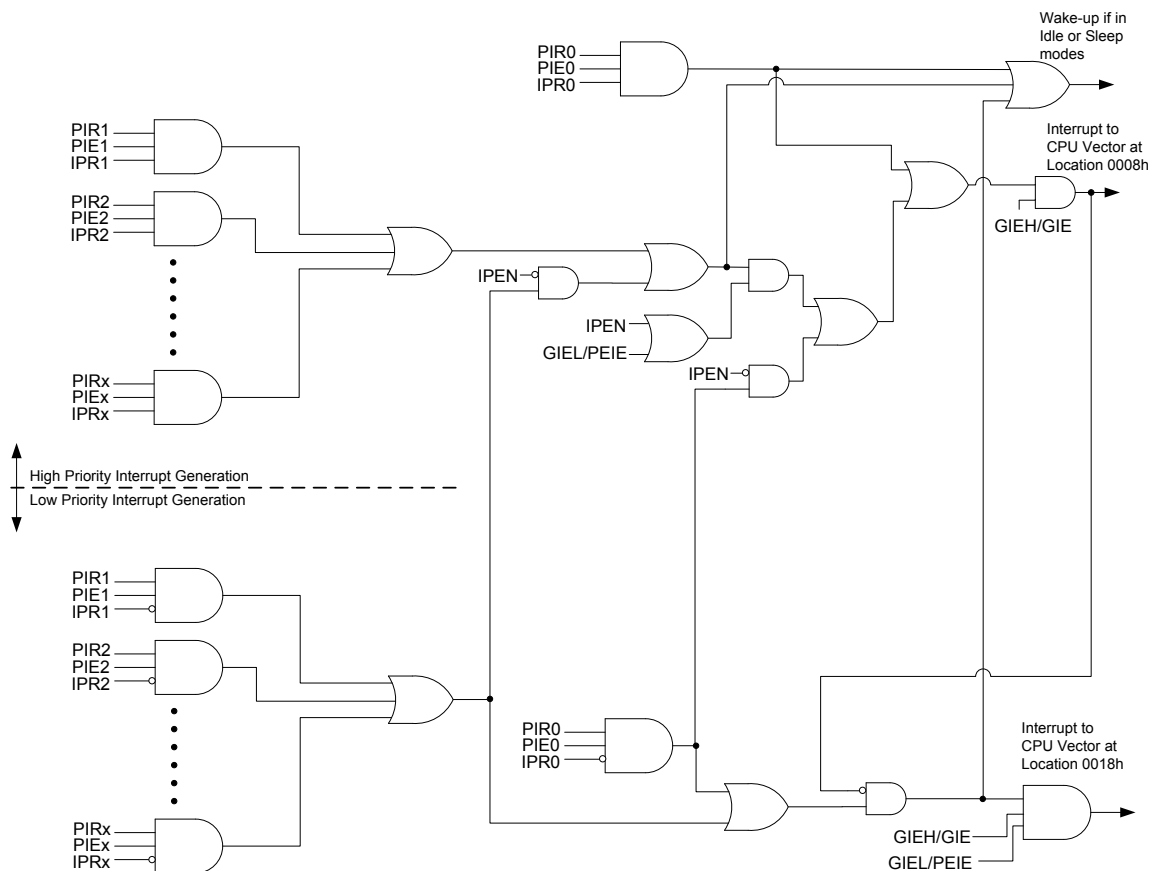 Wake-up if in
Idle or Sleep
modes
PIR0
PIE0
IPR0
PIR1
PIE1
IPR1
Interrupt to
CPU Vector at
Location 0008h
PIR2
PIE2
IPR2
GIEH/GIE
IPEN
IPEN
GIEL/PEIE
IPEN
PIRx
PIEx
IPRx
High Priority Interrupt Generation
Low Priority Interrupt Generation
PIR1
PIE1
IPR1
PIR2
PIE2
IPR2
PIR0
PIE0
IPR0
Interrupt to
CPU Vector at
Location 0018h
PIRx
PIEx
IPRx
GIEH/GIE
GIEL/PEIE